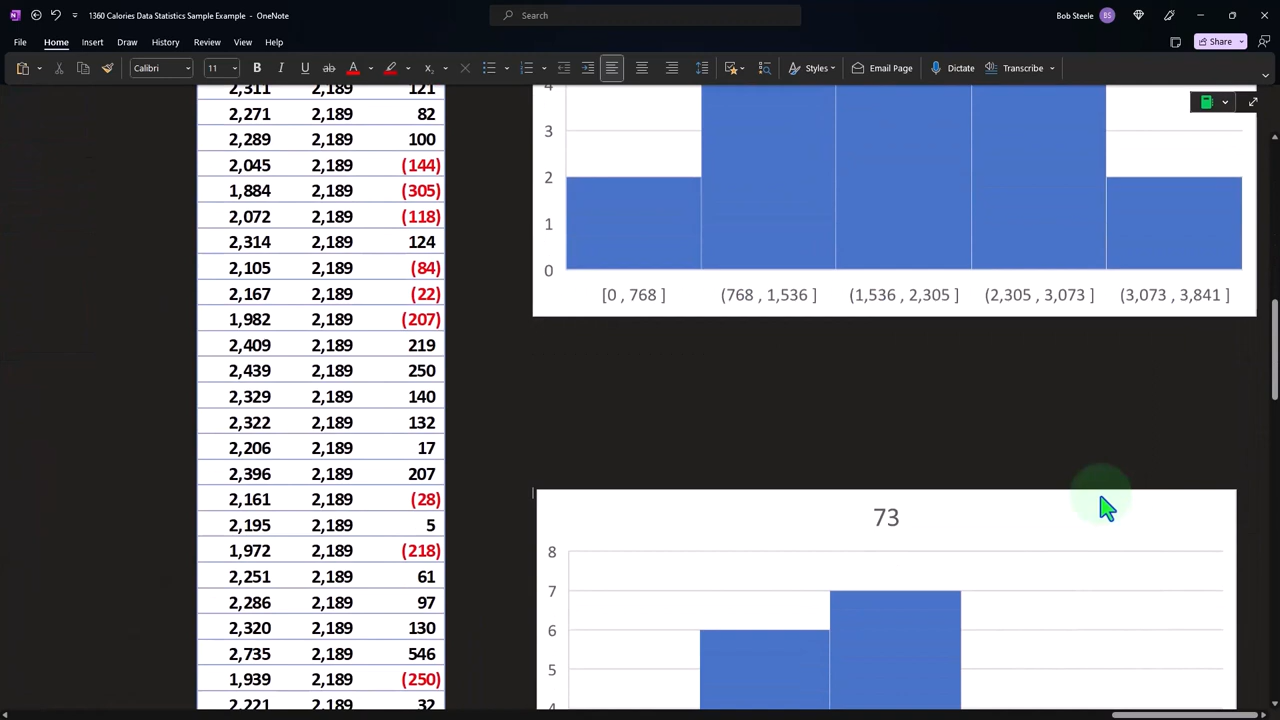 1360 Calories Data Statistics Sample Example - OneNote
Search
Bob Steele
BS
File Home Insert Draw History Review View Help
Share
Calibri 11 Styles Email Page Dictate Transcribe
2,311 2,189 121
2,271 2,189 82
2,289 2,189 100
2,045 2,189 (144)
1,884 2,189 (305)
2,072 2,189 (118)
2,314 2,189 124
2,105 2,189 (84)
2,167 2,189 (22)
1,982 2,189 (207)
2,409 2,189 219
2,439 2,189 250
2,329 2,189 140
2,322 2,189 132
2,206 2,189 17
2,396 2,189 207
2,161 2,189 (28)
2,195 2,189 5
1,972 2,189 (218)
2,251 2,189 61
2,286 2,189 97
2,320 2,189 130
2,735 2,189 546
1,939 2,189 (250)
2,221 2,189 32
4
3
2
1
0
[0 , 768 ] (768 , 1,536 ] (1,536 , 2,305 ] (2,305 , 3,073 ] (3,073 , 3,841 ]
73
8
7
6
5
4